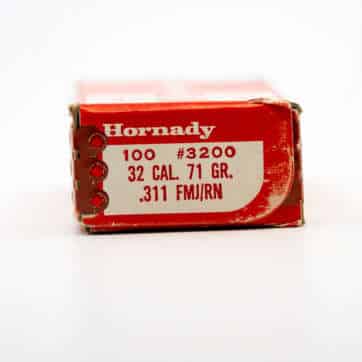 Hornady
100 #3200
32 CAL. 71 GR.
.311 FMJ/RN